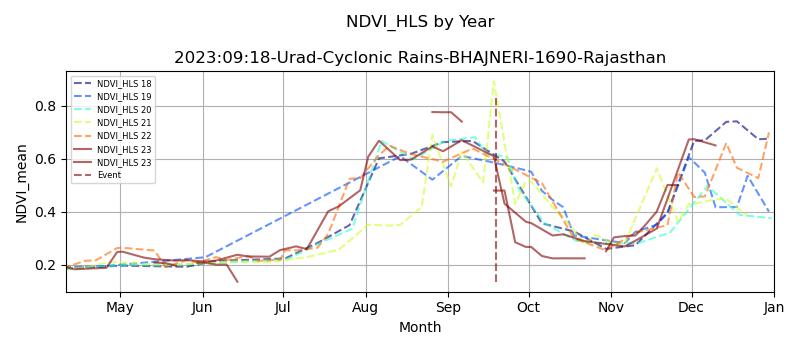 NDVI_HLS by Year
2023:09:18-Urad-Cyclonic Rains-BHAJNERI-1690-Rajasthan
NDVI_HLS 18
NDVI_HLS 19
NDVI_HLS 20
NDVI_HLS 21
NDVI_HLS 22
NDVI_HLS 23
NDVI_HLS 23
Event
NDVI_mean
0.8
0.6
0.4
0.2
May Jun Jul Aug Sep Oct Nov Dec Jan
Month